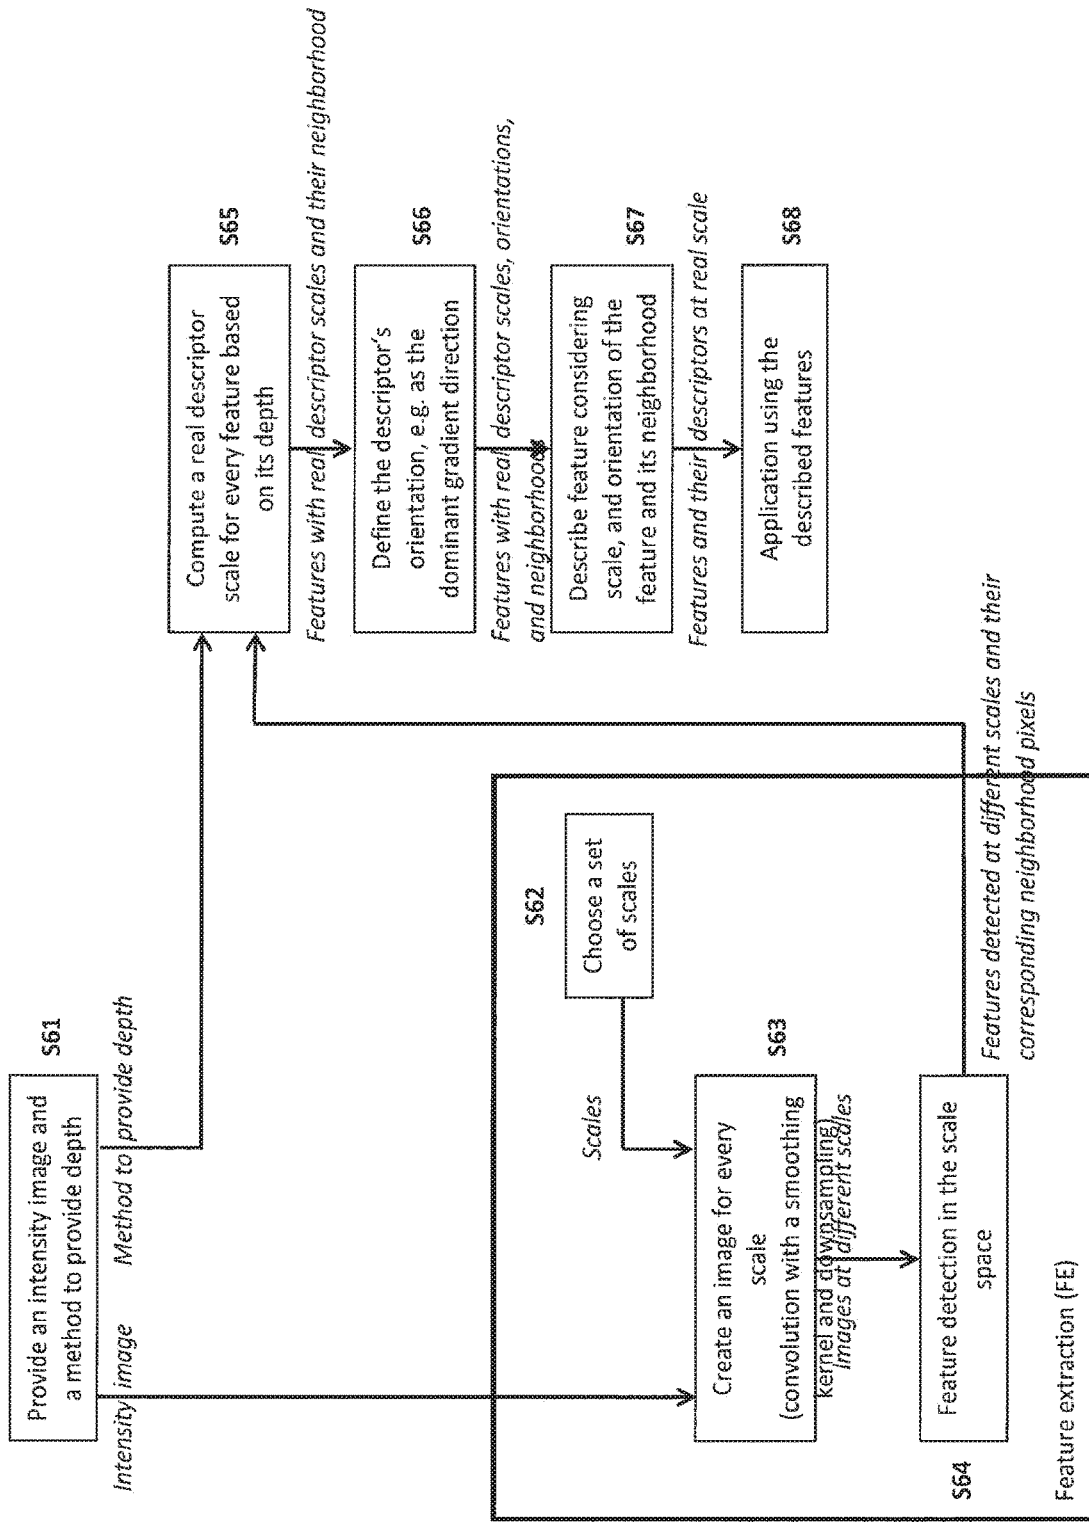 Provide an intensity image and
a method to provide depth
S61
Intensity image
Method to provide depth
S62
Choose a set
of scales
Scales
S63
Create an image for every
scale
(convolution with a smoothing
kernel and downsampling)
Images at different scales
S64
Feature detection in the scale
space
Feature extraction (FE)
Features detected at different scales and their
corresponding neighborhood pixels
S65
Compute a real descriptor
scale for every feature based
on its depth
Features with real descriptor scales and their neighborhood
S66
Define the descriptor's
orientation, e.g. as the
dominant gradient direction
Features with real descriptor scales, orientations,
and neighborhoods
S67
Describe feature considering
scale, and orientation of the
feature and its neighborhood
Features and their descriptors at real scale
S68
Application using the
described features